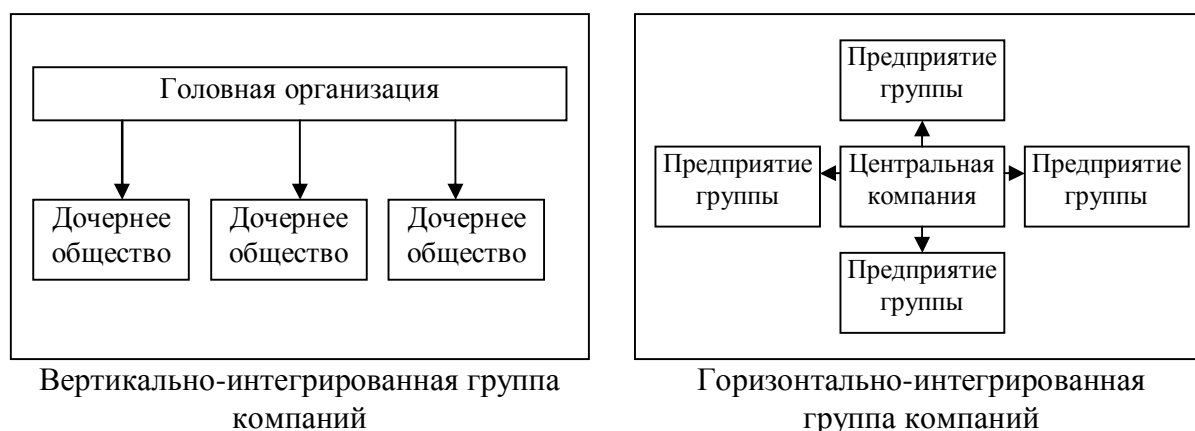 Головная организация
Дочернее
общество
Дочернее
общество
Дочернее
общество
Вертикально-интегрированная группа
компаний
Предприятие
группы
Предприятие
группы
Центральная
компания
Предприятие
группы
Предприятие
группы
Горизонтально-интегрированная
группа компаний